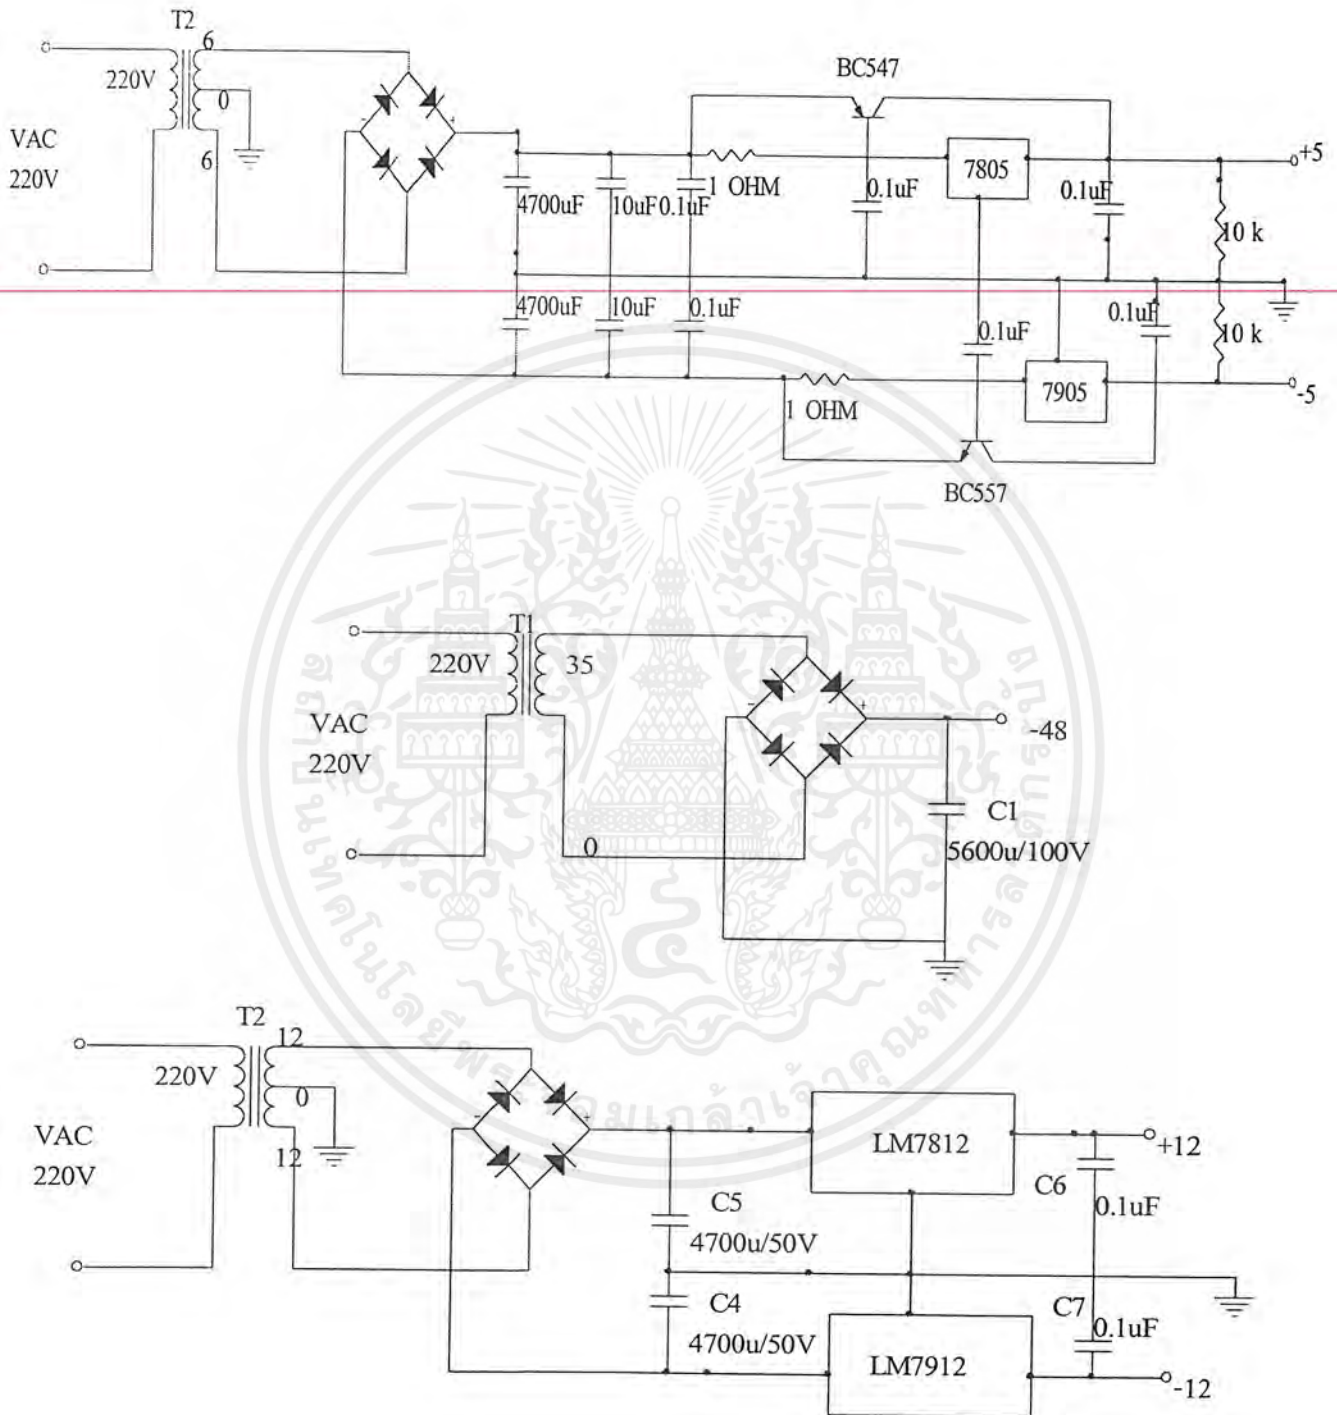 T2
6
220V
0
6
VAC
220V
BC547
- +
1 OHM
7805
+5
4700uF
10uF
0.1uF
0.1uF
0.1uF
10 k
4700uF
10uF
0.1uF
0.1uF
0.1uF
10 k
1 OHM
7905
-5
BC557
T1
220V
35
VAC
220V
0
- +
-48
C1
5600u/100V
T2
12
220V
0
12
VAC
220V
- +
LM7812
+12
C5
4700u/50V
C6
0.1uF
C4
4700u/50V
C7
0.1uF
LM7912
-12